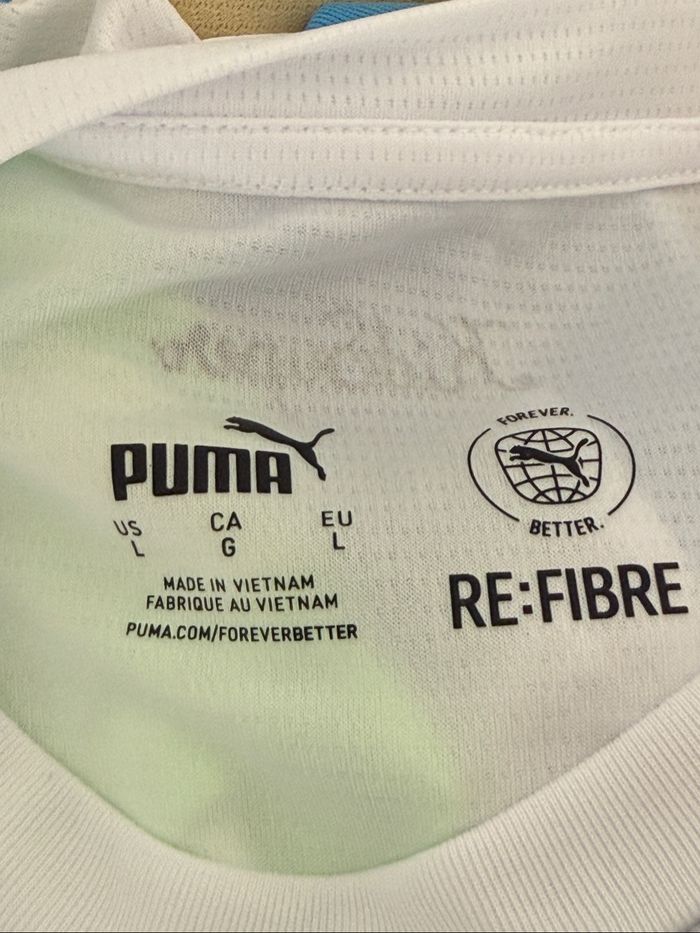 PUMA
US CA EU
L G L
MADE IN VIETNAM
FABRIQUE AU VIETNAM
PUMA.COM/FOREVERBETTER
FOREVER.
BETTER.
RE:FIBRE